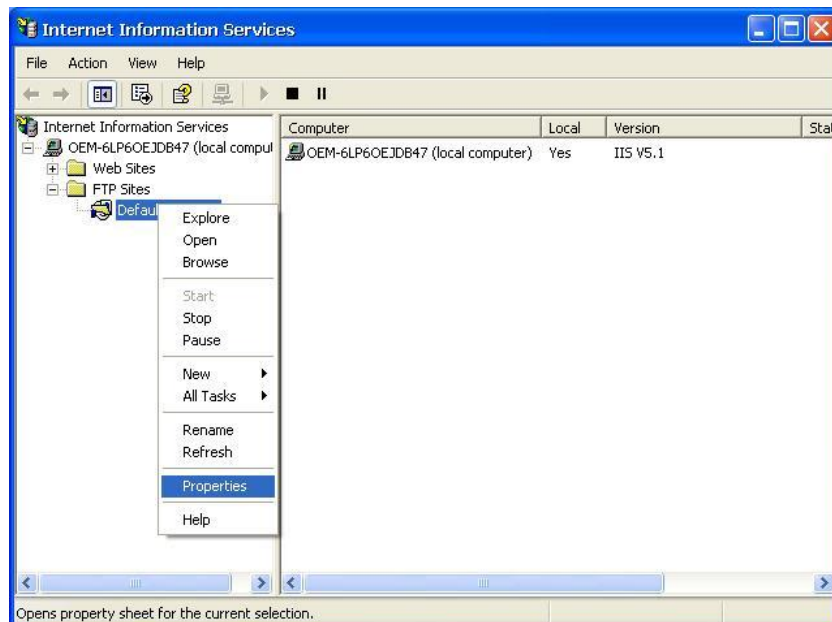 Internet Information Services
File Action View Help
Internet Information Services
OEM-6LP6OEJDB47 (local comput
Web Sites
FTP Sites
Defaul
Computer Local Version Stat
OEM-6LP6OEJDB47 (local computer) Yes IIS V5.1
Explore
Open
Browse
Start
Stop
Pause
New
All Tasks
Rename
Refresh
Properties
Help
Opens property sheet for the current selection.